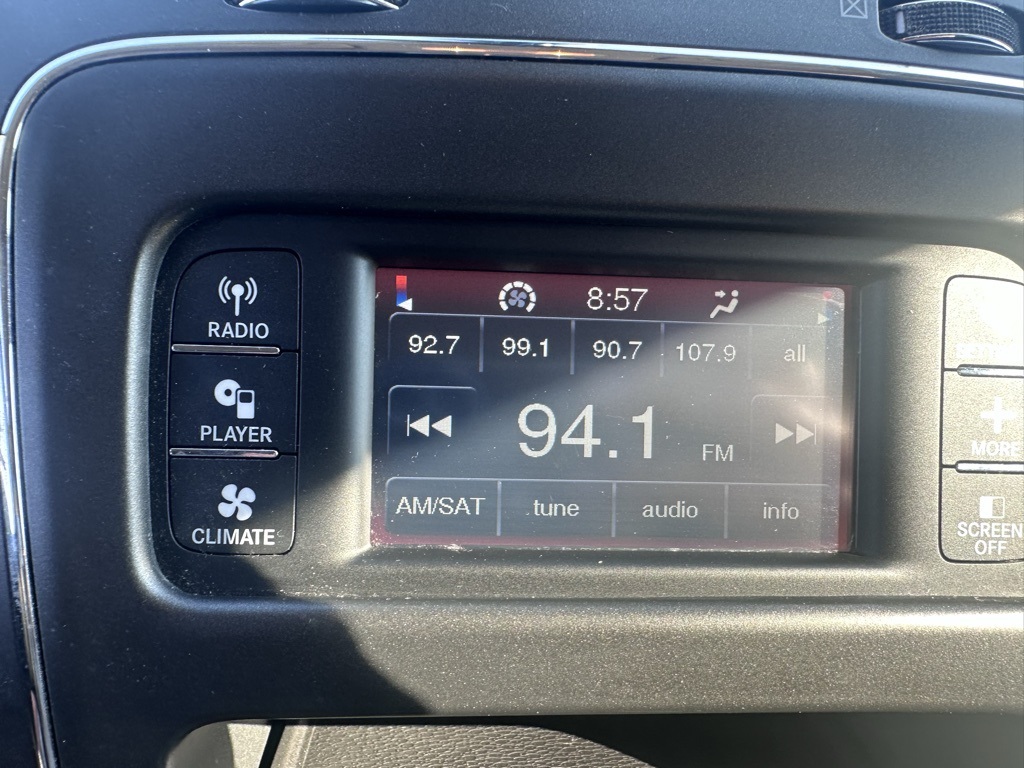 RADIO
PLAYER
CLIMATE
8:57
92.7 99.1 90.7 107.9 all
94.1 FM
AM/SAT tune audio info
MORE
SCREEN
OFF